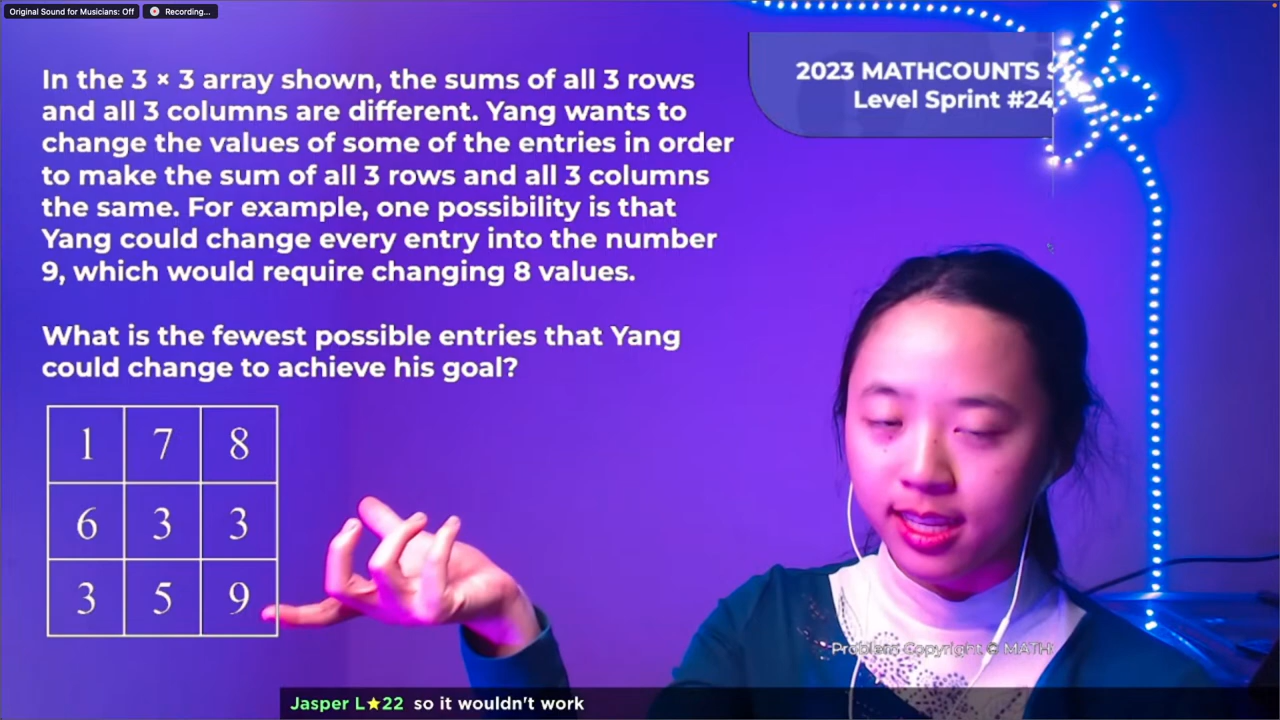 Original Sound for Musicians: Off
Recording...
In the 3 × 3 array shown, the sums of all 3 rows
and all 3 columns are different. Yang wants to
change the values of some of the entries in order
to make the sum of all 3 rows and all 3 columns
the same. For example, one possibility is that
Yang could change every entry into the number
9, which would require changing 8 values.
What is the fewest possible entries that Yang
could change to achieve his goal?
2023 MATHCOUNTS S
Level Sprint #24
1 7 8
6 3 3
3 5 9
Problem Copyright © MATH
Jasper L⭐22 so it wouldn't work